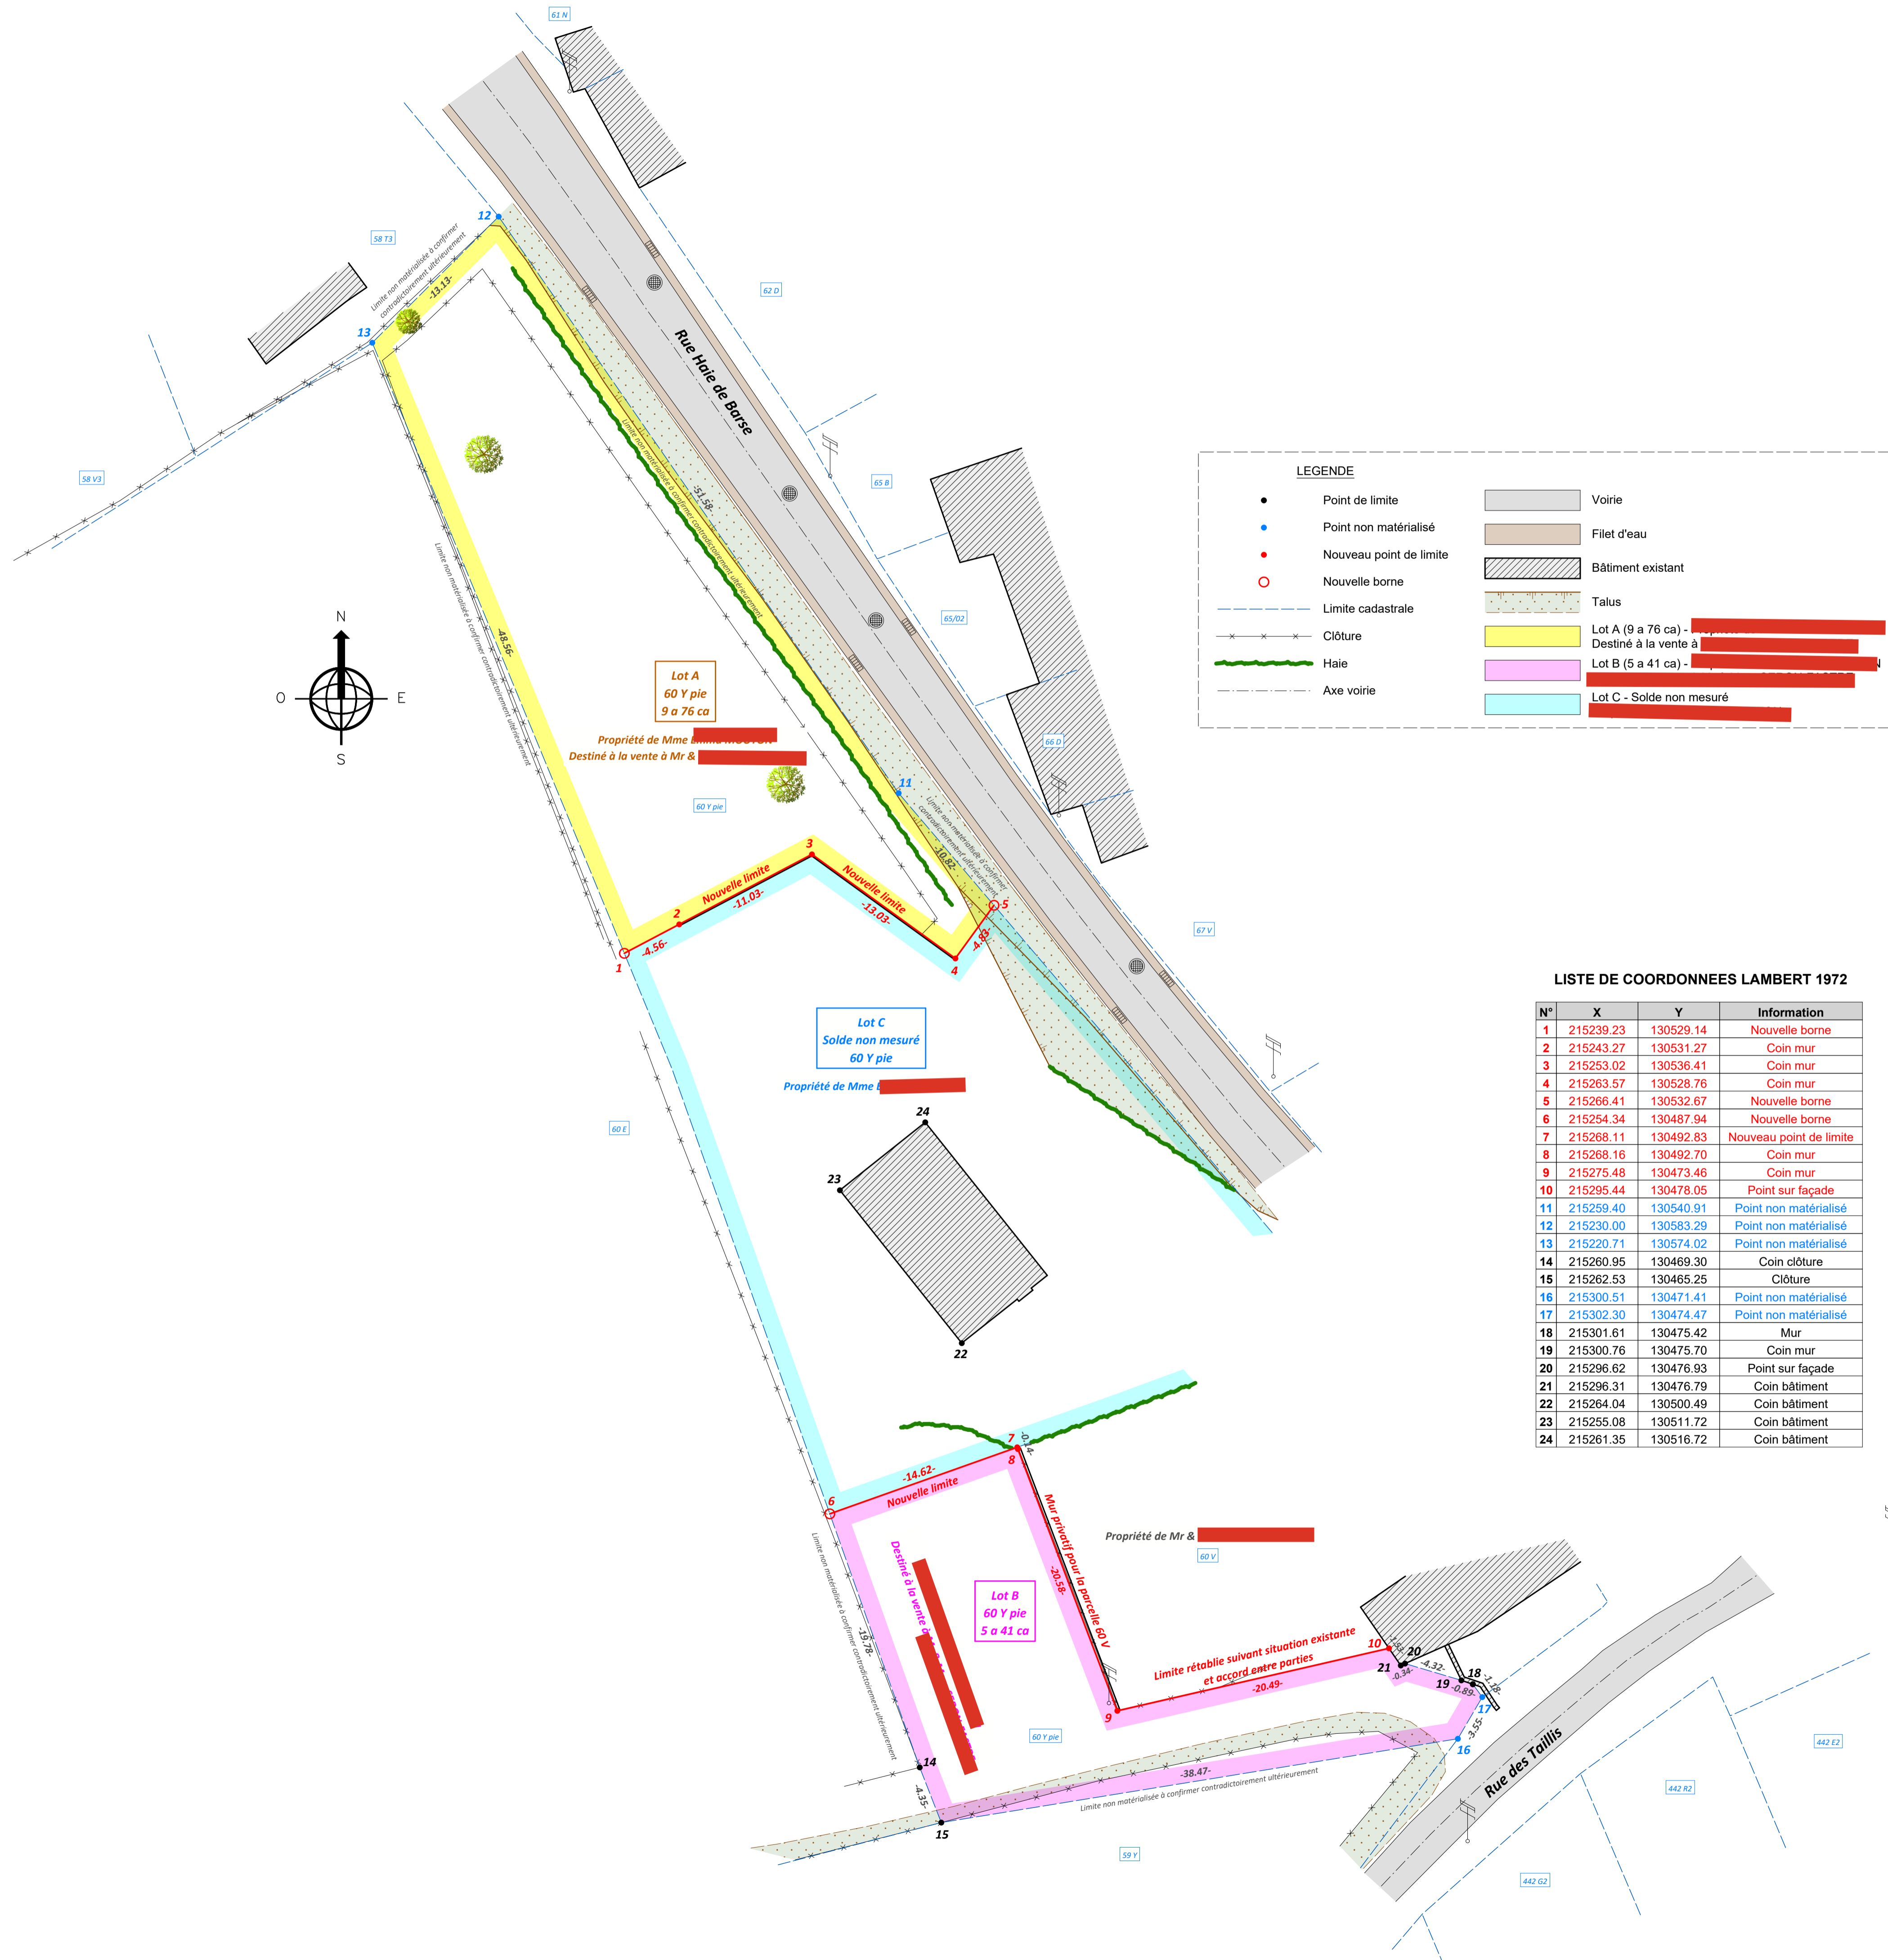 61 N
12
58 T3
Limite non matérialisée à confirmer
contradictoirement ultérieurement
-13.13-
13
62 D
Rue Haie de Barse
58 V3
65 B
Limite non matérialisée à confirmer contradictoirement ultérieurement
-51.58-
Limite non matérialisée à confirmer contradictoirement ultérieurement
-48.56-
65/02
N
O
E
S
Lot A
60 Y pie
9 a 76 ca
Propriété de Mme
Destiné à la vente à Mr &
66 D
11
60 Y pie
Limite non matérialisée à confirmer
contradictoirement ultérieurement
-10.82-
3
Nouvelle limite
-11.03-
Nouvelle limite
-13.03-
5
2
-4.56-
-4.83-
1
4
67 V
Lot C
Solde non mesuré
60 Y pie
Propriété de Mme
60 E
24
23
22
7
-0.14-
8
-14.62-
Nouvelle limite
6
Mur privatif pour la parcelle 60 V
-20.58-
Propriété de Mr &
60 V
Limite non matérialisée à confirmer contradictoirement ultérieurement
-19.78-
Destiné à la vente à
Lot B
60 Y pie
5 a 41 ca
Limite rétablie suivant situation existante
et accord entre parties
-20.49-
10
-1.53-
20
21
-0.34-
-4.32-
18
19
-0.89-
-1.18-
17
9
60 Y pie
-3.55-
16
14
-4.35-
-38.47-
Limite non matérialisée à confirmer contradictoirement ultérieurement
15
Rue des Taillis
59 Y
442 E2
442 R2
442 G2
LEGENDE
Point de limite
Point non matérialisé
Nouveau point de limite
Nouvelle borne
Limite cadastrale
Clôture
Haie
Axe voirie
Voirie
Filet d'eau
Bâtiment existant
Talus
Lot A (9 a 76 ca) -
Destiné à la vente à
Lot B (5 a 41 ca) -
Lot C - Solde non mesuré
LISTE DE COORDONNEES LAMBERT 1972
N° X Y Information
1 215239.23 130529.14 Nouvelle borne
2 215243.27 130531.27 Coin mur
3 215253.02 130536.41 Coin mur
4 215263.57 130528.76 Coin mur
5 215266.41 130532.67 Nouvelle borne
6 215254.34 130487.94 Nouvelle borne
7 215268.11 130492.83 Nouveau point de limite
8 215268.16 130492.70 Coin mur
9 215275.48 130473.46 Coin mur
10 215295.44 130478.05 Point sur façade
11 215259.40 130540.91 Point non matérialisé
12 215230.00 130583.29 Point non matérialisé
13 215220.71 130574.02 Point non matérialisé
14 215260.95 130469.30 Coin clôture
15 215262.53 130465.25 Clôture
16 215300.51 130471.41 Point non matérialisé
17 215302.30 130474.47 Point non matérialisé
18 215301.61 130475.42 Mur
19 215300.76 130475.70 Coin mur
20 215296.62 130476.93 Point sur façade
21 215296.31 130476.79 Coin bâtiment
22 215264.04 130500.49 Coin bâtiment
23 215255.08 130511.72 Coin bâtiment
24 215261.35 130516.72 Coin bâtiment